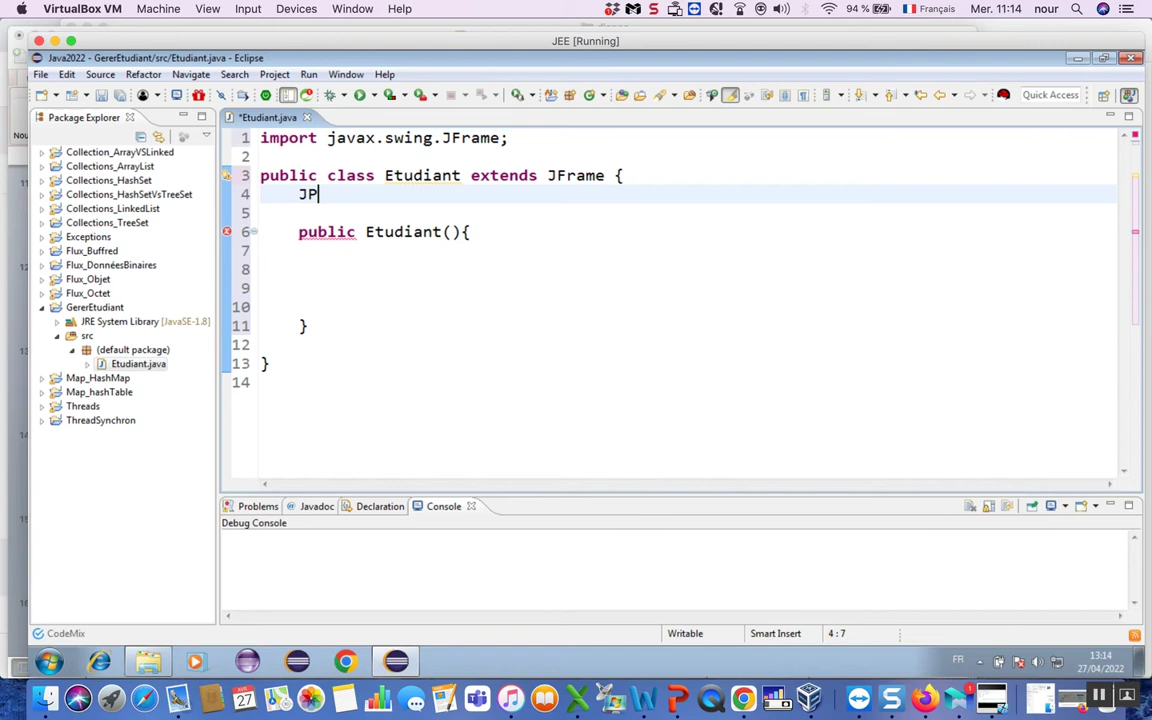 VirtualBox VM Machine View Input Devices Window Help 94 % Français Mer. 11:14 nour
JEE [Running]
Java2022 - GererEtudiant/src/Etudiant.java - Eclipse
File Edit Source Refactor Navigate Search Project Run Window Help
Quick Access
Package Explorer
*Etudiant.java
Collection_ArrayVSLinked
Collection_ArrayList
Collection_HashSet
Collection_HashSetVsTreeSet
Collection_LinkedList
Collection_TreeSet
Exceptions
Flux_Buffred
Flux_DonnéesBinaires
Flux_Objet
Flux_Octet
GererEtudiant
JRE System Library [JavaSE-1.8]
src
(default package)
Etudiant.java
Map_HashMap
Map_hashTable
Threads
ThreadSynchron
1 import javax.swing.JFrame;
2
3 public class Etudiant extends JFrame {
4 JP
5
6 public Etudiant(){
7
8
9
10
11 }
12
13 }
14
Problems Javadoc Declaration Console
Debug Console
CodeMix
Writable Smart Insert 4 : 7
FR 13:14
27/04/2022